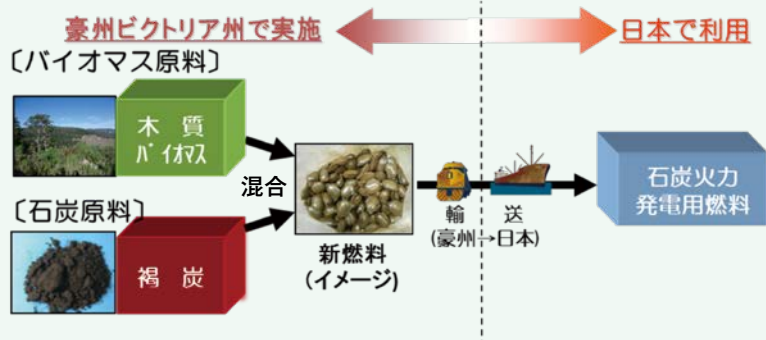 豪州ビクトリア州で実施
日本で利用
〔バイオマス原料〕
木 質
バイオマス
混合
〔石炭原料〕
褐 炭
新燃料
(イメージ)
輸 送
(豪州→日本)
石炭火力
発電用燃料